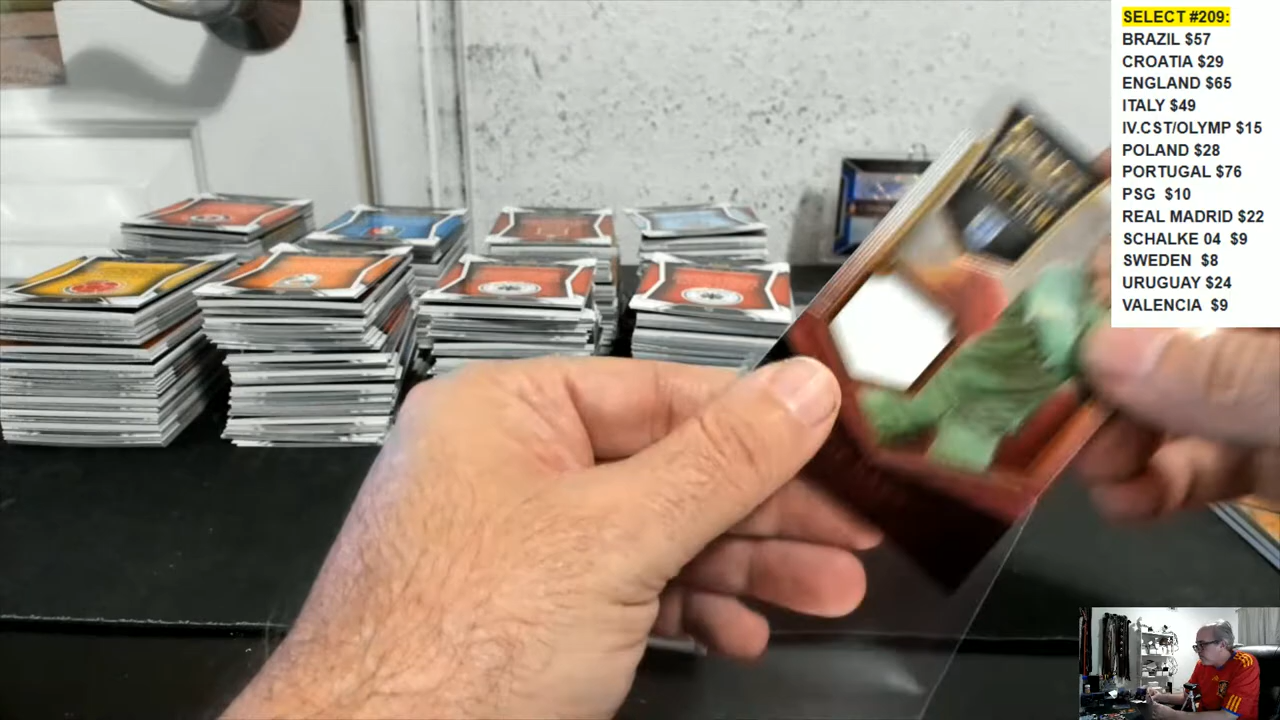 SELECT #209:
BRAZIL $57
CROATIA $29
ENGLAND $65
ITALY $49
IV.CST/OLYMP $15
POLAND $28
PORTUGAL $76
PSG $10
REAL MADRID $22
SCHALKE 04 $9
SWEDEN $8
URUGUAY $24
VALENCIA $9